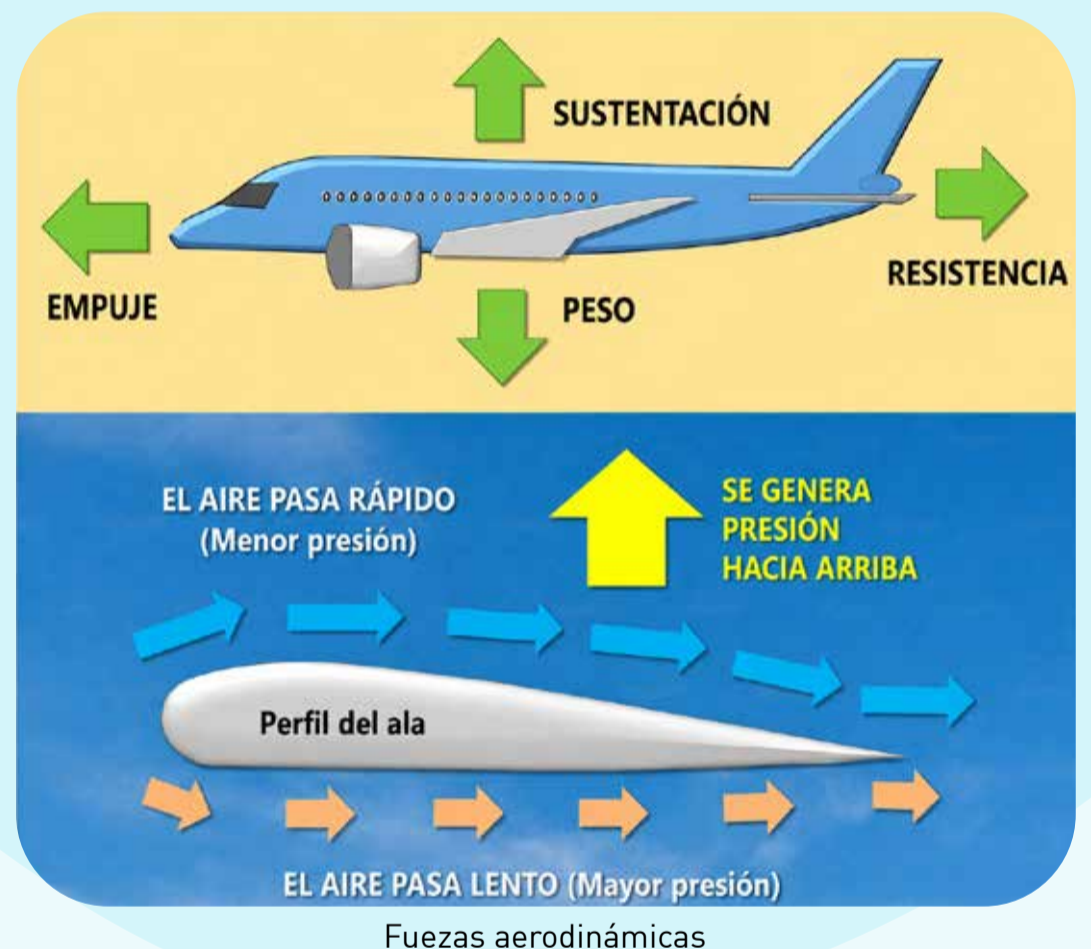 SUSTENTACIÓN
RESISTENCIA
EMPUJE
PESO
EL AIRE PASA RÁPIDO
(Menor presión)
SE GENERA
PRESIÓN
HACIA ARRIBA
Perfil del ala
EL AIRE PASA LENTO (Mayor presión)
Fuezas aerodinámicas